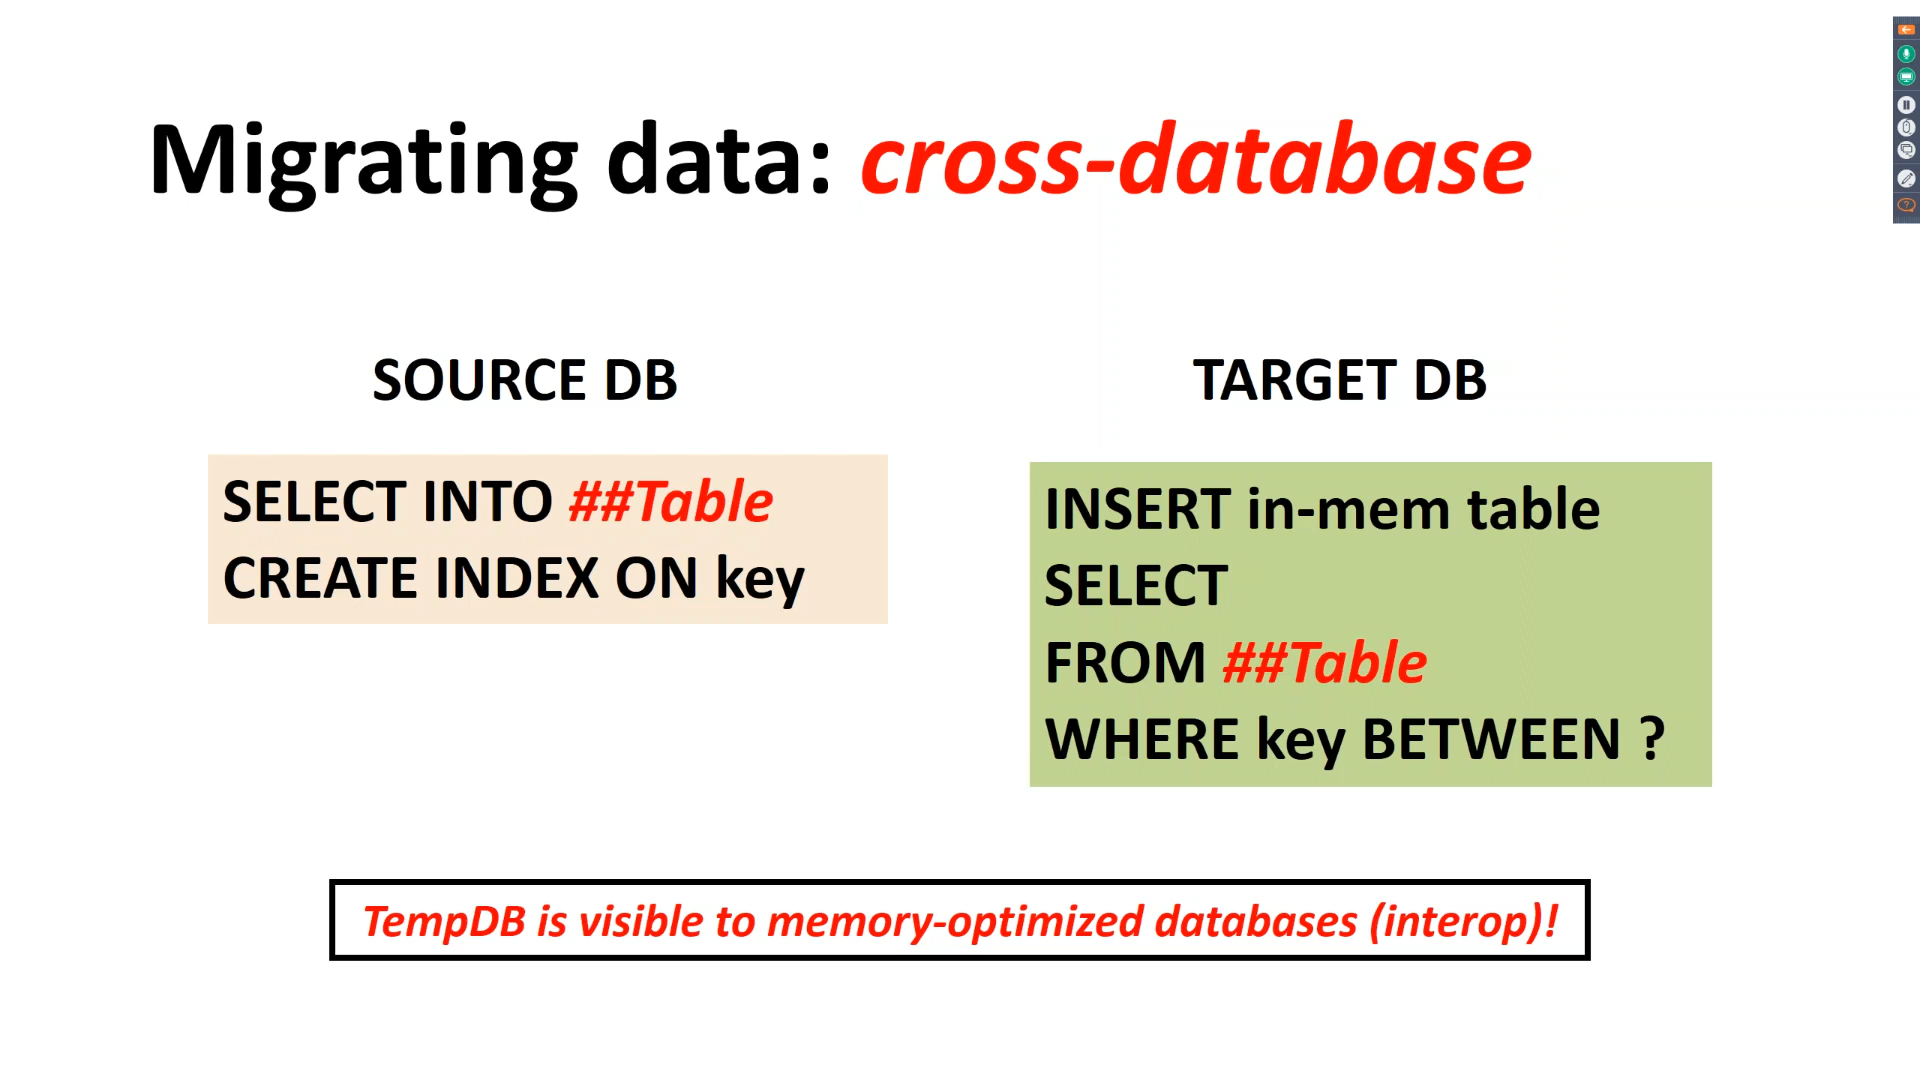 Migrating data: cross-database
SOURCE DB
SELECT INTO ##Table
CREATE INDEX ON key
TARGET DB
INSERT in-mem table
SELECT
FROM ##Table
WHERE key BETWEEN ?
TempDB is visible to memory-optimized databases (interop)!